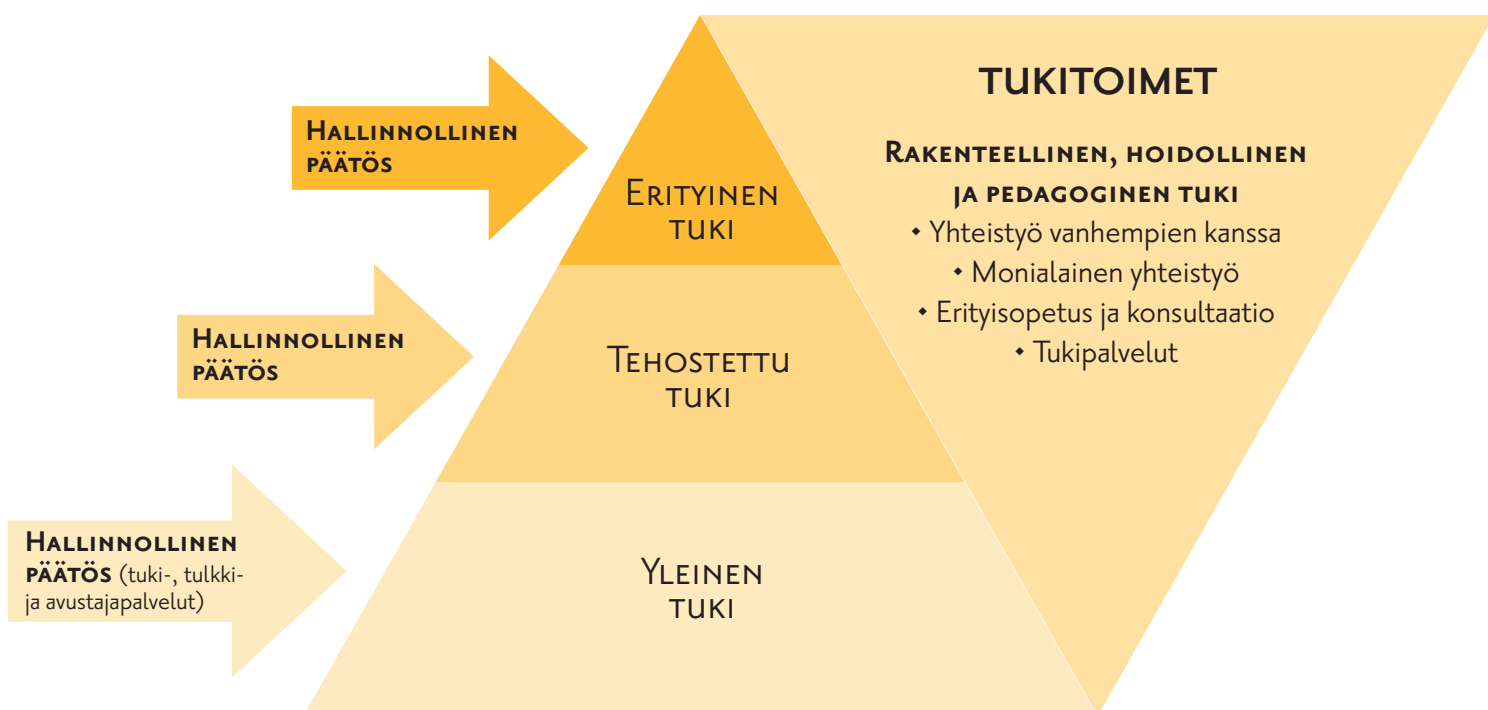 TUKITOIMET
RAKENTEELLINEN, HOIDOLLINEN
JA PEDAGOGINEN TUKI
• Yhteistyö vanhempien kanssa
• Monialainen yhteistyö
• Erityisopetus ja konsultaatio
• Tukipalvelut
HALLINNOLLINEN
PÄÄTÖS
ERITYINEN
TUKI
HALLINNOLLINEN
PÄÄTÖS
TEHOSTETTU
TUKI
HALLINNOLLINEN
PÄÄTÖS (tuki-, tulkki-
ja avustajapalvelut)
YLEINEN
TUKI